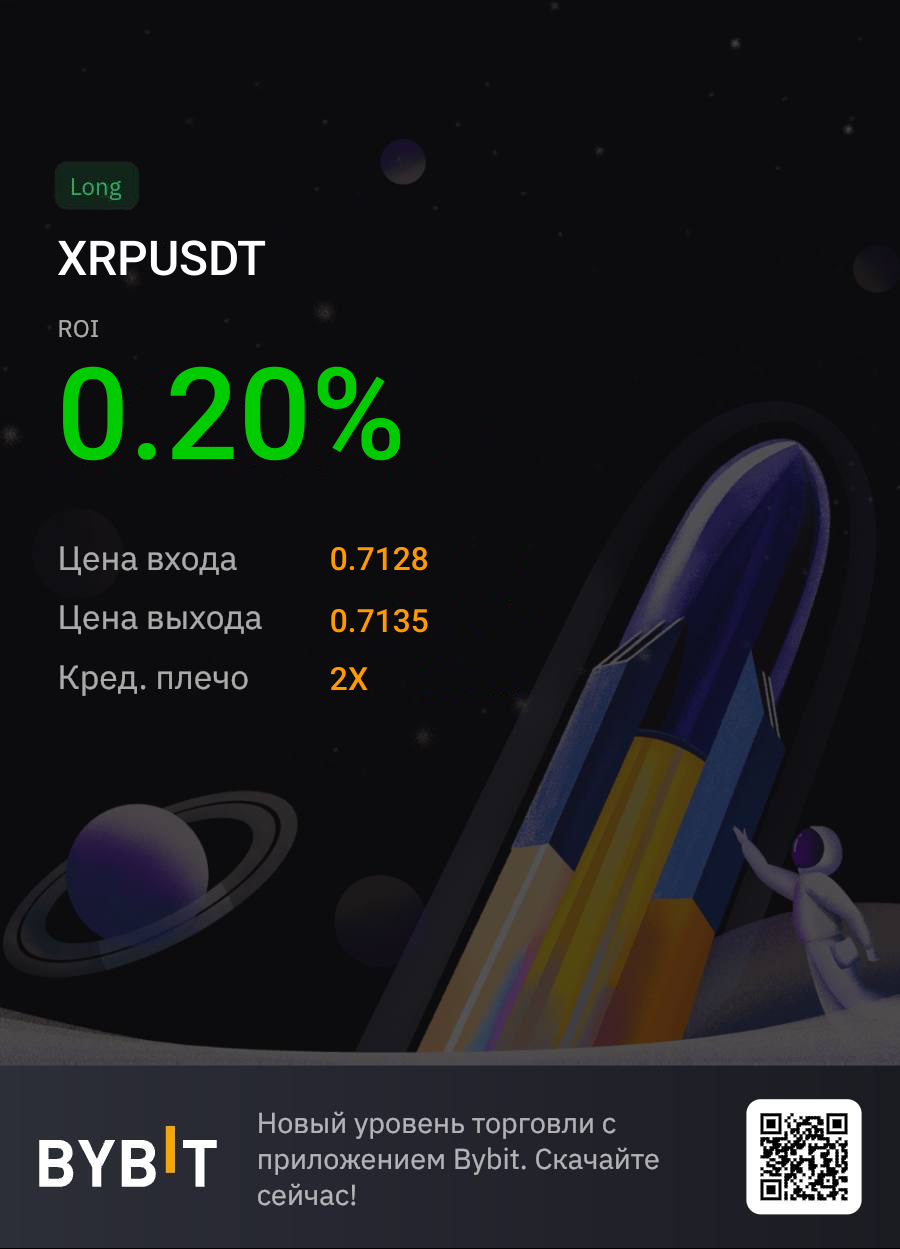 Long
XRPUSDT
ROI
0.20%
Цена входа 0.7128
Цена выхода 0.7135
Кред. плечо 2X
BYBIT
Новый уровень торговли с
приложением Bybit. Скачайте
сейчас!